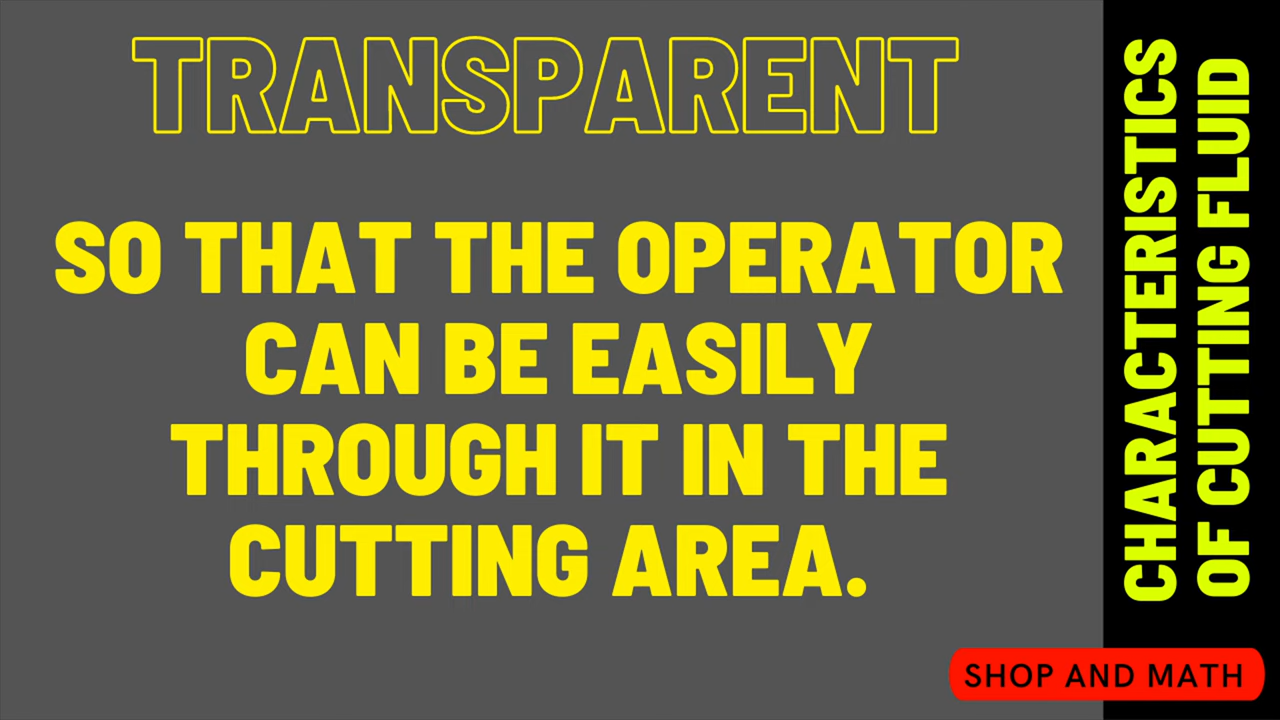 TRANSPARENT
SO THAT THE OPERATOR
CAN BE EASILY
THROUGH IT IN THE
CUTTING AREA.
CHARACTERISTICS
OF CUTTING FLUID
SHOP AND MATH